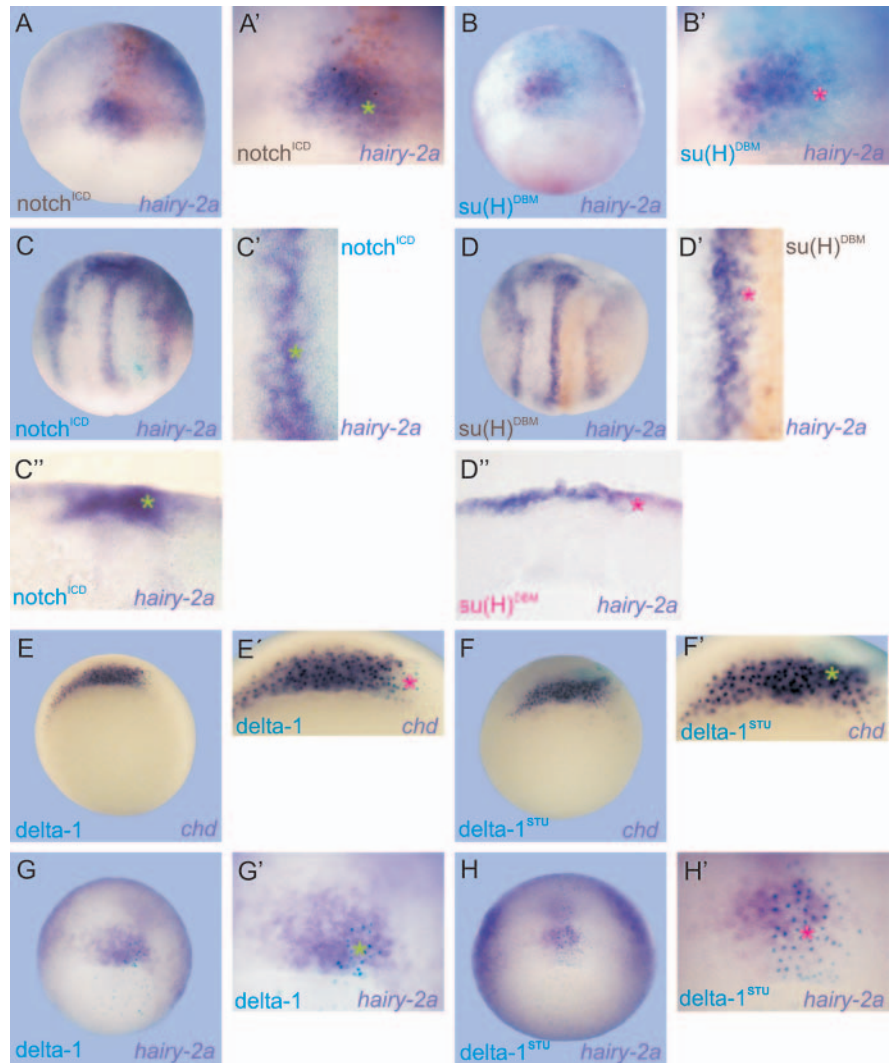 A
notch^ICD hairy-2a
A'
notch^ICD hairy-2a
B
su(H)^DBM hairy-2a
B'
su(H)^DBM hairy-2a
C
notch^ICD hairy-2a
C'
notch^ICD
hairy-2a
D
su(H)^DBM hairy-2a
D'
su(H)^DBM
hairy-2a
C"
notch^ICD hairy-2a
D"
su(H)^DBM hairy-2a
E
delta-1 chd
E'
delta-1 chd
F
delta-1^STU chd
F'
delta-1^STU chd
G
delta-1 hairy-2a
G'
delta-1 hairy-2a
H
delta-1^STU hairy-2a
H'
delta-1^STU hairy-2a